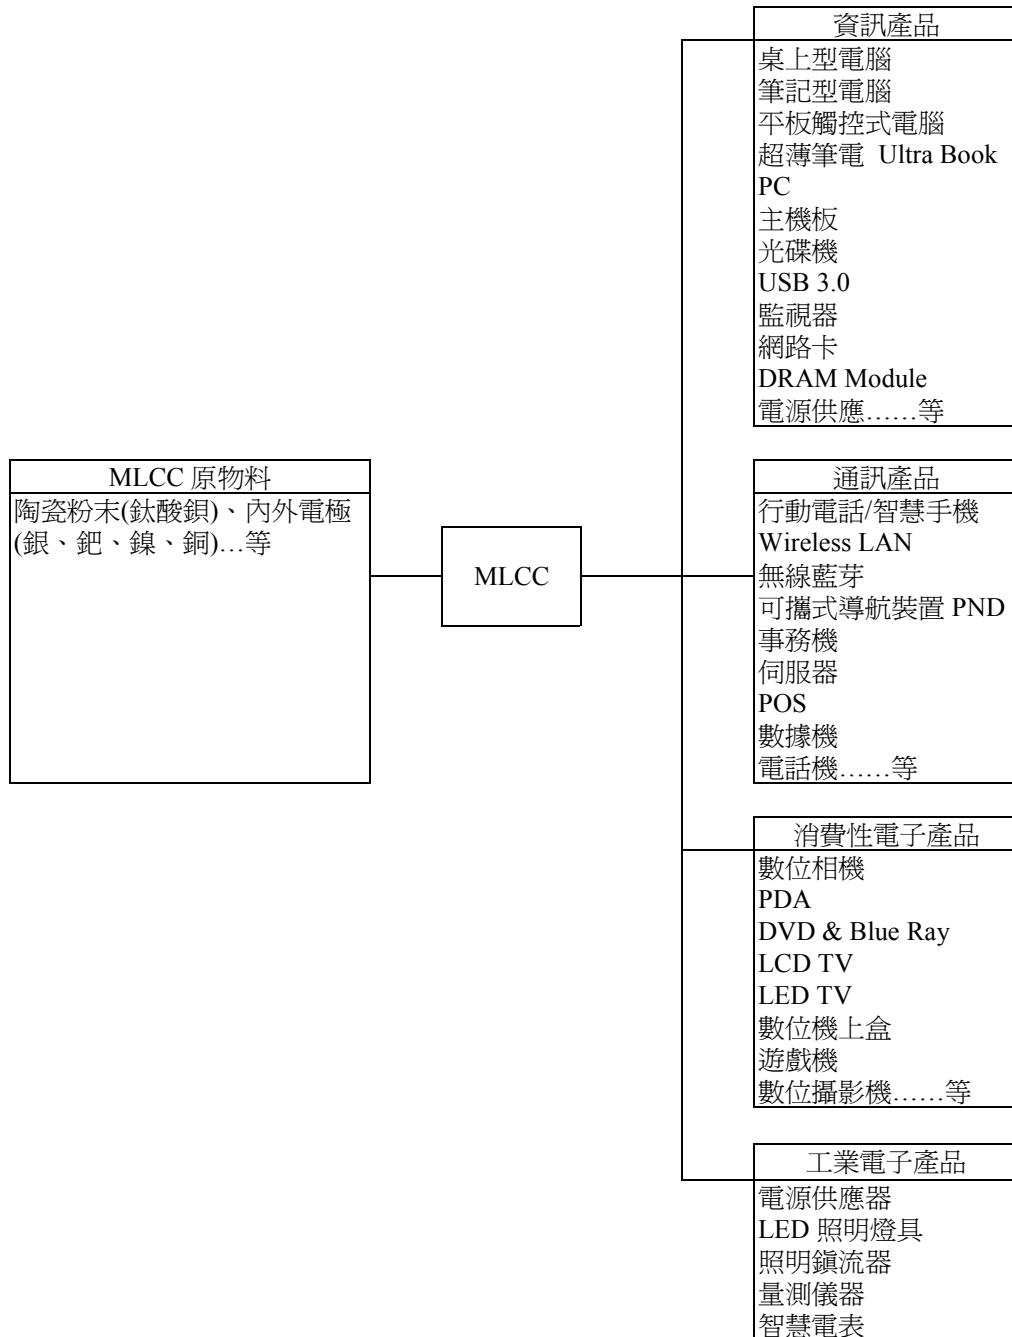 MLCC 原物料
陶瓷粉末(鈦酸鋇)、內外電極
(銀、鈀、鎳、銅)…等
MLCC
資訊產品
桌上型電腦
筆記型電腦
平板觸控式電腦
超薄筆電 Ultra Book
PC
主機板
光碟機
USB 3.0
監視器
網路卡
DRAM Module
電源供應……等
通訊產品
行動電話/智慧手機
Wireless LAN
無線藍芽
可攜式導航裝置 PND
事務機
伺服器
POS
數據機
電話機……等
消費性電子產品
數位相機
PDA
DVD & Blue Ray
LCD TV
LED TV
數位機上盒
遊戲機
數位攝影機……等
工業電子產品
電源供應器
LED 照明燈具
照明鎮流器
量測儀器
智慧電表